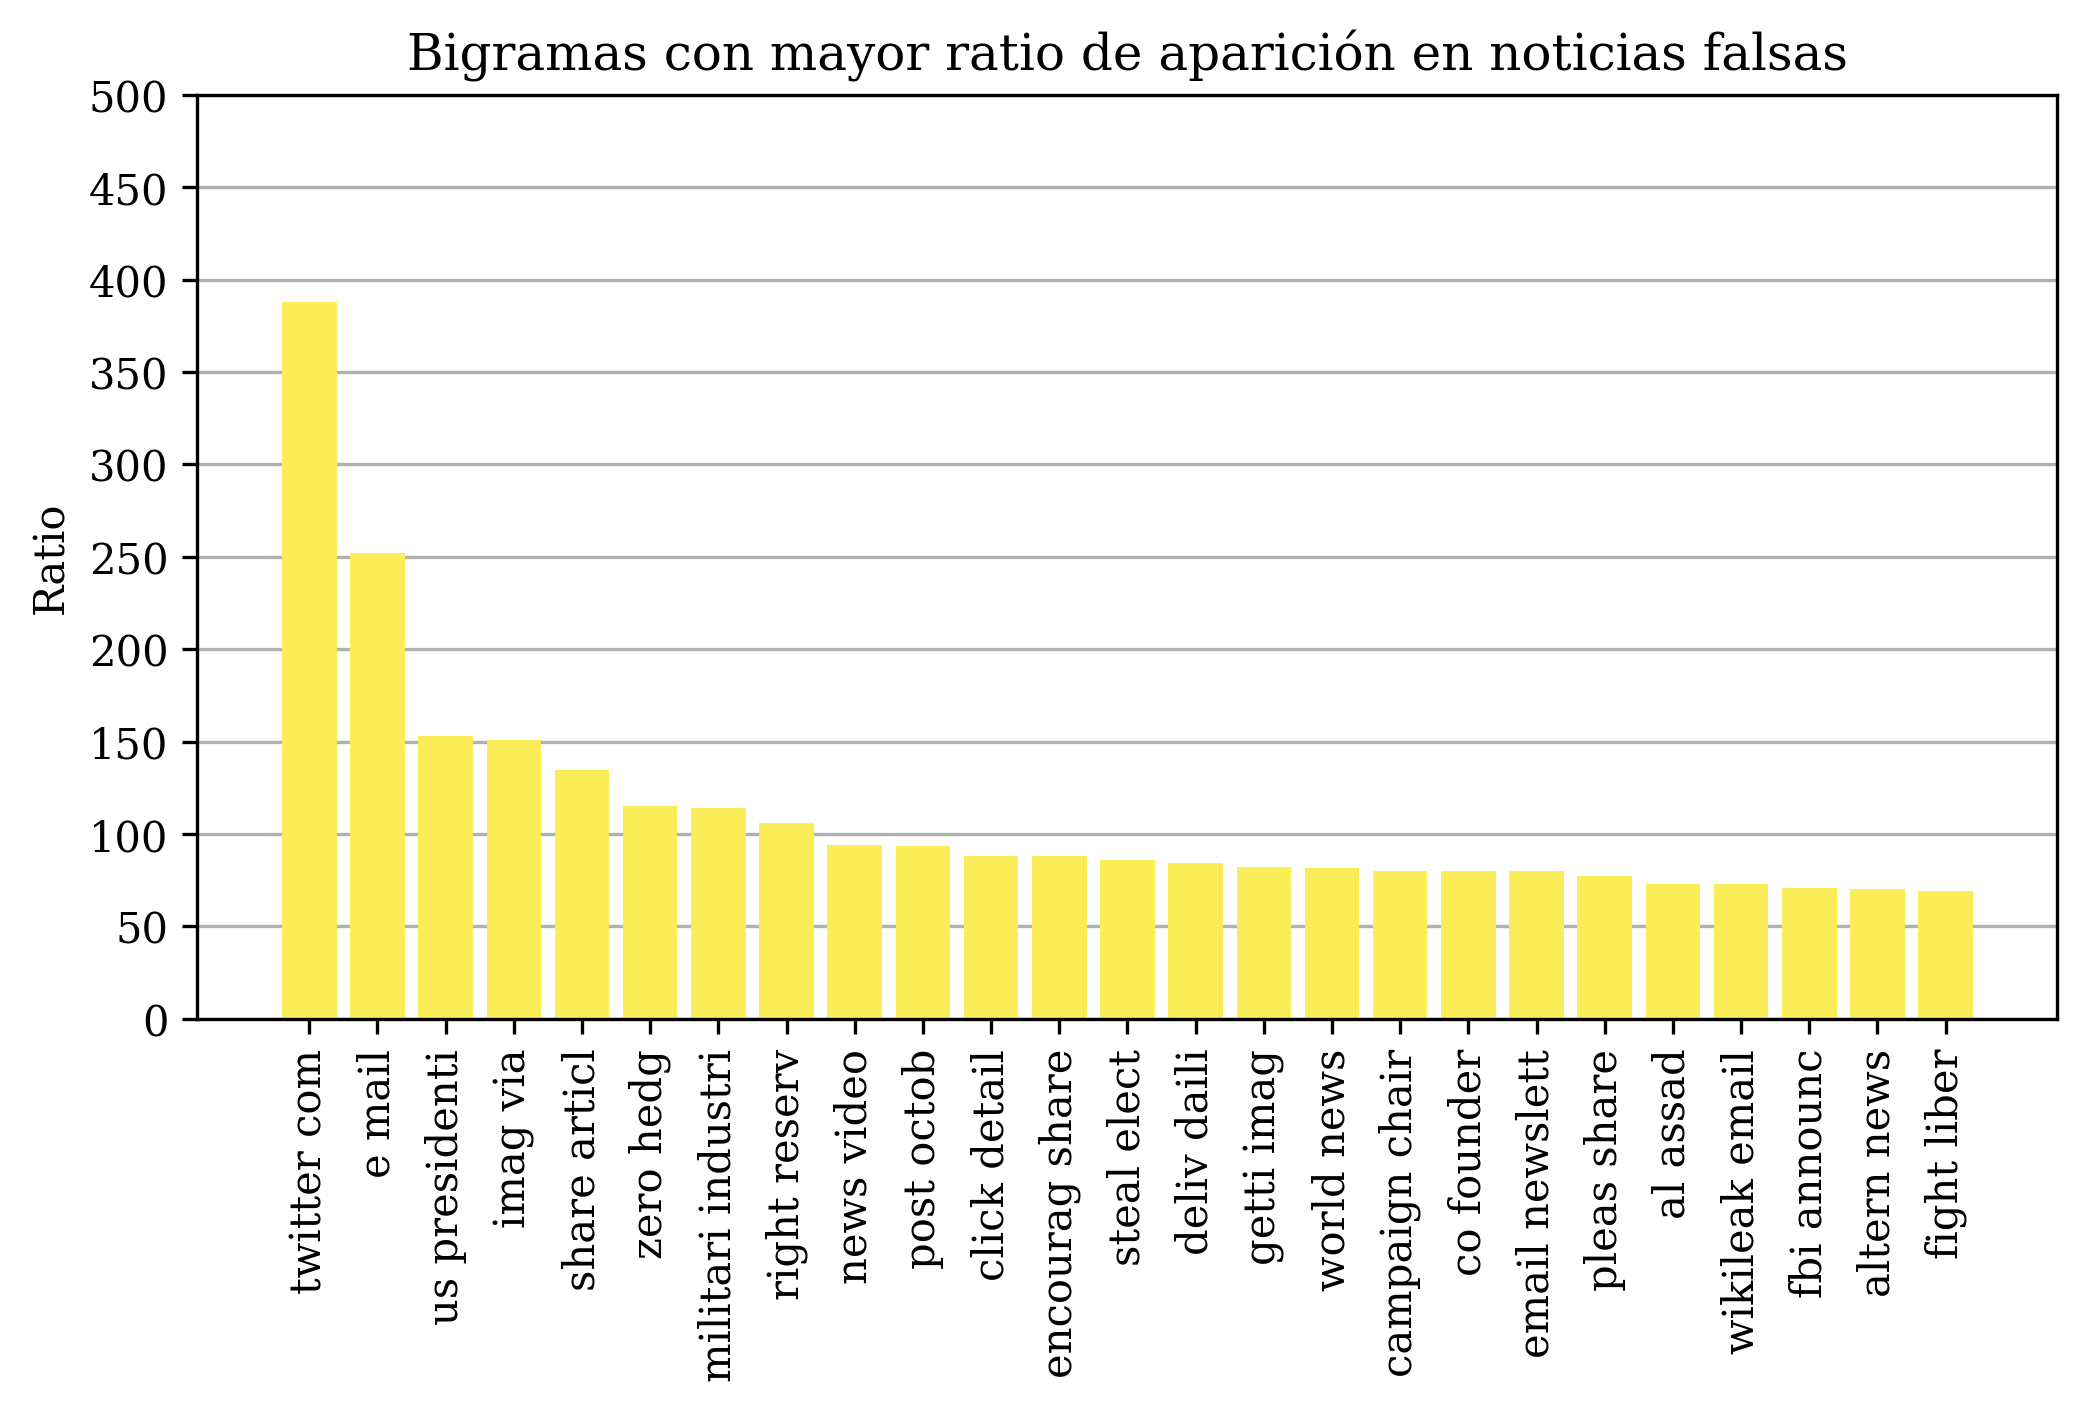 Bigramas con mayor ratio de aparición en noticias falsas
500
450
400
350
300
250
200
150
100
50
0
Ratio
twitter com
e mail
us presidenti
imag via
share articl
zero hedg
militari industri
right reserv
news video
post octob
click detail
encourag share
steal elect
deliv daili
getti imag
world news
campaign chair
co founder
email newslett
pleas share
al assad
wikileak email
fbi announc
altern news
fight liber